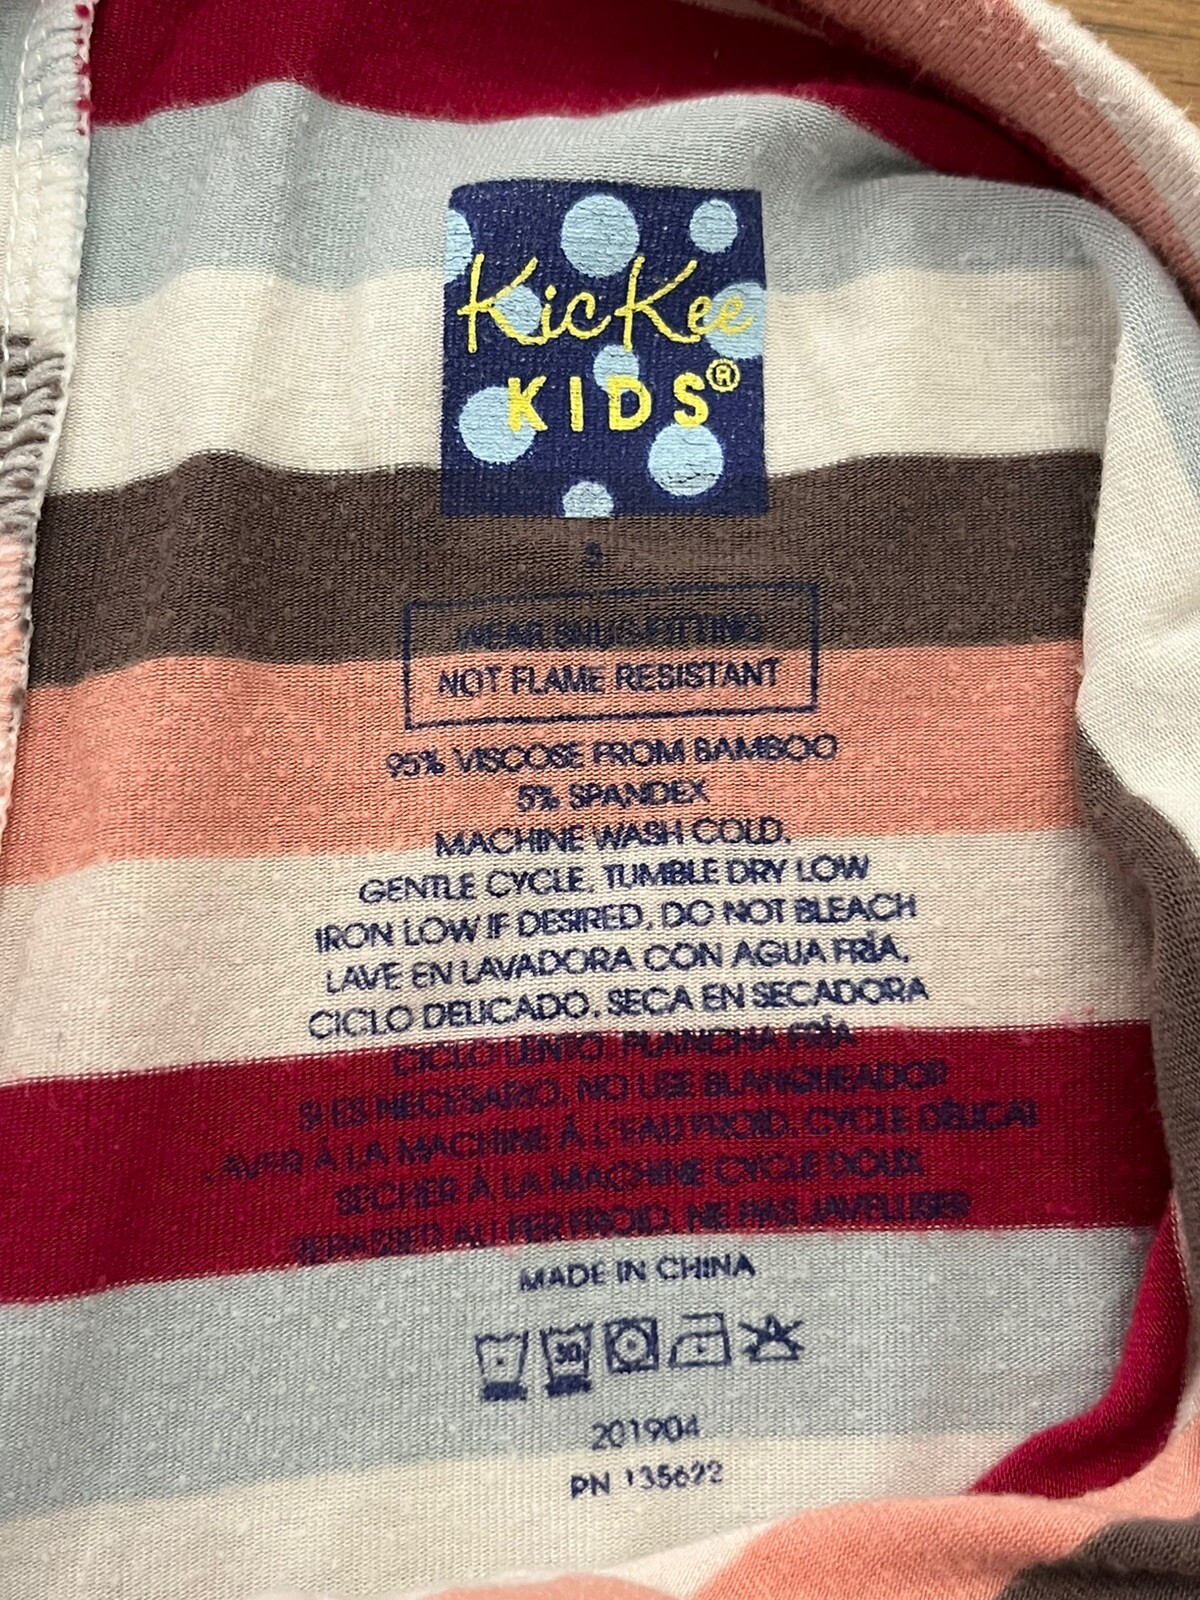 KicKee
KIDS®
WEAR SNUG-FITTING
NOT FLAME RESISTANT
95% VISCOSE FROM BAMBOO
5% SPANDEX
MACHINE WASH COLD,
GENTLE CYCLE, TUMBLE DRY LOW
IRON LOW IF DESIRED, DO NOT BLEACH
LAVE EN LAVADORA CON AGUA FRÍA,
CICLO DELICADO, SECA EN SECADORA
CICLO LENTO, PLANCHA FRÍA
SI ES NECESARIO, NO USE BLANQUEADOR
LAVER À LA MACHINE À L'EAU FROID, CYCLE DÉLICAT
SÉCHER À LA MACHINE CYCLE DOUX
REPASSER AU FER FROID, NE PAS JAVELLISER
MADE IN CHINA
30
201904
PN 135622